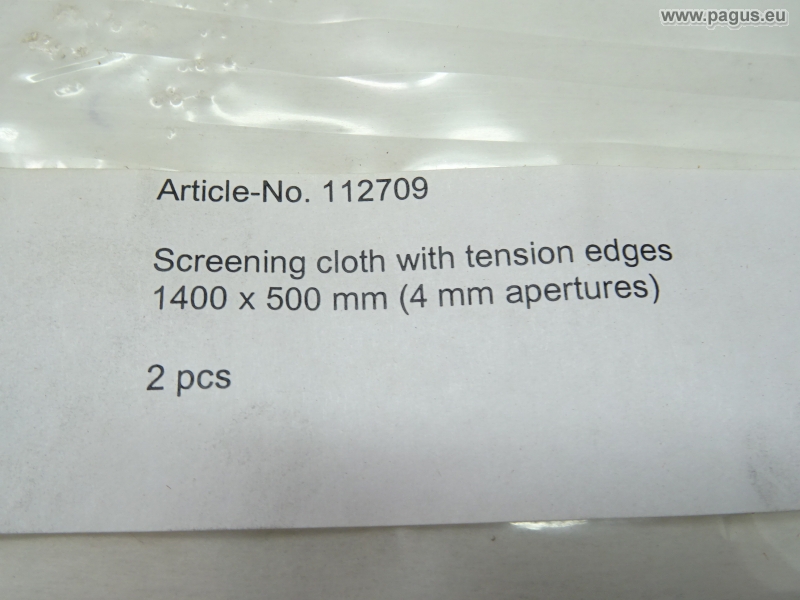 www.pagus.eu
Article-No. 112709
Screening cloth with tension edges
1400 x 500 mm (4 mm apertures)
2 pcs